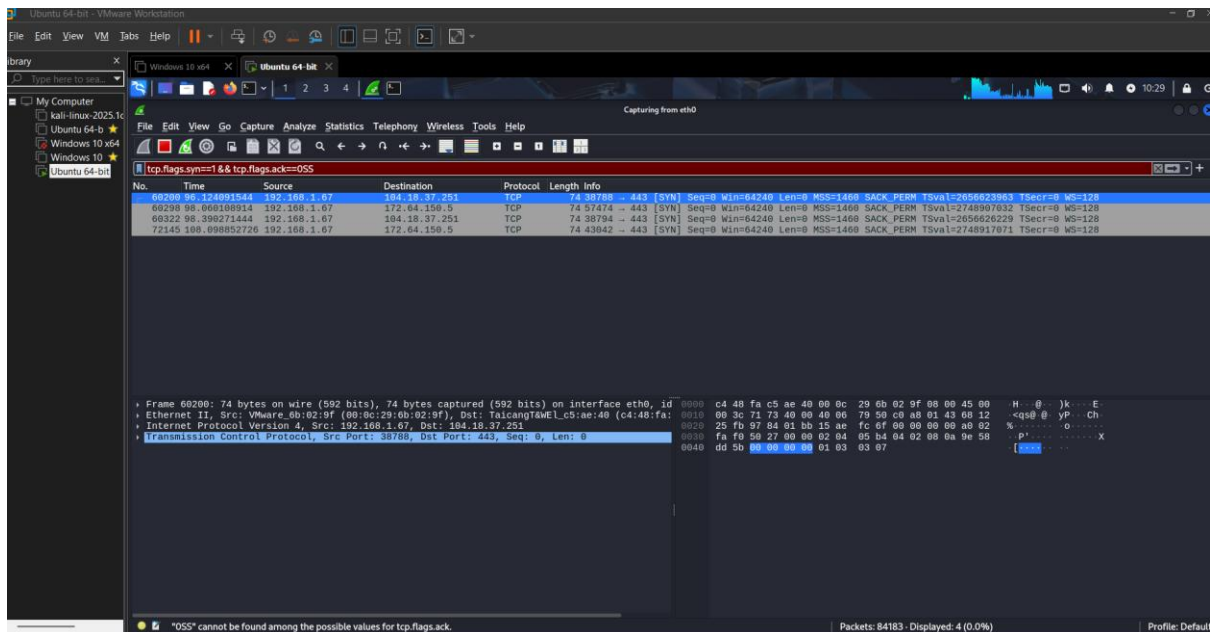 Ubuntu 64-bit - VMware Workstation
File Edit View VM Tabs Help
ibrary X
Type here to sea...
My Computer
kali-linux-2025.1c
Ubuntu 64-b
Windows 10 x64
Windows 10
Ubuntu 64-bit
Windows 10 x64 X Ubuntu 64-bit X
1 2 3 4 10:29
Capturing from eth0
File Edit View Go Capture Analyze Statistics Telephony Wireless Tools Help
tcp.flags.syn==1 && tcp.flags.ack==0SS
No. Time Source Destination Protocol Length Info
60200 96.124091544 192.168.1.67 104.18.37.251 TCP 74 38788 → 443 [SYN] Seq=0 Win=64240 Len=0 MSS=1460 SACK_PERM TSval=2656623963 TSecr=0 WS=128
60298 98.060108914 192.168.1.67 172.64.150.5 TCP 74 57474 → 443 [SYN] Seq=0 Win=64240 Len=0 MSS=1460 SACK_PERM TSval=2748907032 TSecr=0 WS=128
60322 98.390271444 192.168.1.67 104.18.37.251 TCP 74 38794 → 443 [SYN] Seq=0 Win=64240 Len=0 MSS=1460 SACK_PERM TSval=2656626229 TSecr=0 WS=128
72145 108.098852726 192.168.1.67 172.64.150.5 TCP 74 43042 → 443 [SYN] Seq=0 Win=64240 Len=0 MSS=1460 SACK_PERM TSval=2748917071 TSecr=0 WS=128
Frame 60200: 74 bytes on wire (592 bits), 74 bytes captured (592 bits) on interface eth0, id
Ethernet II, Src: VMware_6b:02:9f (00:0c:29:6b:02:9f), Dst: TaicangT&WEl_c5:ae:40 (c4:48:fa:
Internet Protocol Version 4, Src: 192.168.1.67, Dst: 104.18.37.251
Transmission Control Protocol, Src Port: 38788, Dst Port: 443, Seq: 0, Len: 0
0000 c4 48 fa c5 ae 40 00 0c 29 6b 02 9f 08 00 45 00 ·H···@·· )k····E·
0010 00 3c 71 73 40 00 40 06 79 50 c0 a8 01 43 68 12 ·<qs@·@· yP···Ch·
0020 25 fb 97 84 01 bb 15 ae fc 6f 00 00 00 00 a0 02 %······· ·o······
0030 fa f0 50 27 00 00 02 04 05 b4 04 02 08 0a 9e 58 ··P'···· ·······X
0040 dd 5b 00 00 00 00 01 03 03 07 ·[······ ··
"0SS" cannot be found among the possible values for tcp.flags.ack.
Packets: 84183 · Displayed: 4 (0.0%)
Profile: Default